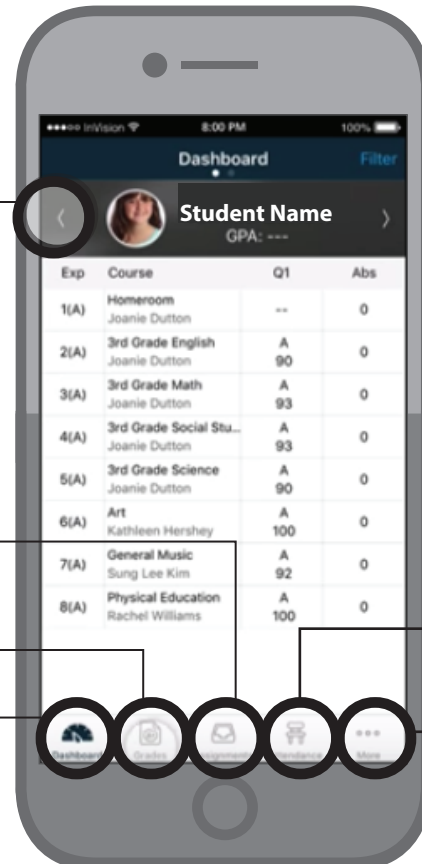 ●●●●○ InVision 8:00 PM 100%
Dashboard Filter
‹ Student Name ›
GPA: ---
Exp Course Q1 Abs
1(A) Homeroom -- 0
Joanie Dutton
2(A) 3rd Grade English A 0
Joanie Dutton 90
3(A) 3rd Grade Math A 0
Joanie Dutton 93
4(A) 3rd Grade Social Stu... A 0
Joanie Dutton 93
5(A) 3rd Grade Science A 0
Joanie Dutton 90
6(A) Art A 0
Kathleen Hershey 100
7(A) General Music A 0
Sung Lee Kim 92
8(A) Physical Education A 0
Rachel Williams 100
Dashboard Grades More